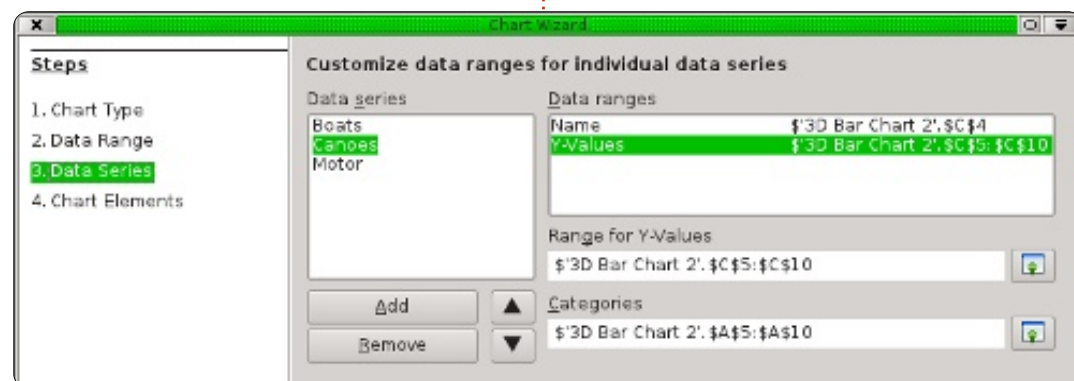 Chart Wizard
Steps
1. Chart Type
2. Data Range
3. Data Series
4. Chart Elements
Customize data ranges for individual data series
Data series
Boats
Canoes
Motor
Add
Remove
Data ranges
Name $'3D Bar Chart 2'.$C$4
Y-Values $'3D Bar Chart 2'.$C$5:$C$10
Range for Y-Values
$'3D Bar Chart 2'.$C$5:$C$10
Categories
$'3D Bar Chart 2'.$A$5:$A$10